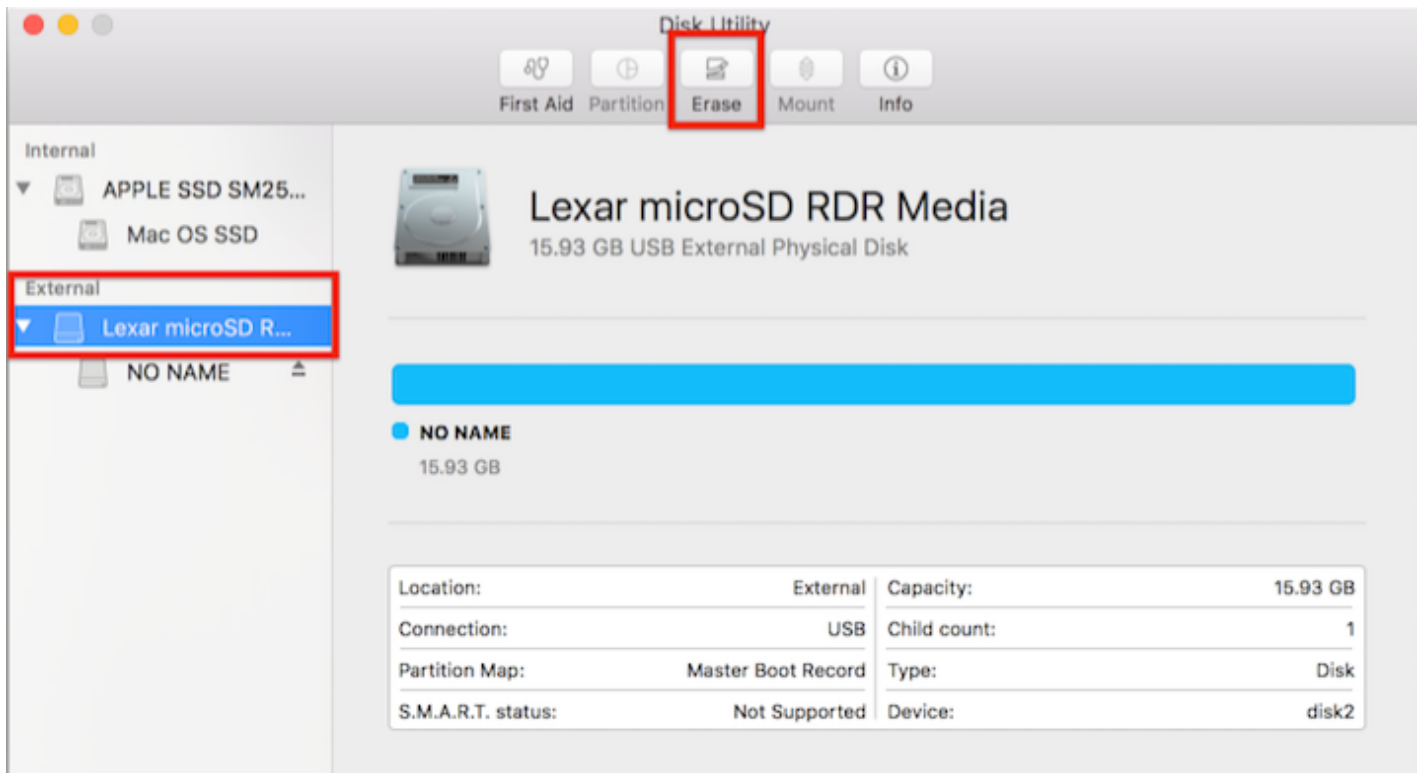 Disk Utility
First Aid Partition Erase Mount Info
Internal
APPLE SSD SM25...
Mac OS SSD
External
Lexar microSD R...
NO NAME
Lexar microSD RDR Media
15.93 GB USB External Physical Disk
NO NAME
15.93 GB
Location: External Capacity: 15.93 GB
Connection: USB Child count: 1
Partition Map: Master Boot Record Type: Disk
S.M.A.R.T. status: Not Supported Device: disk2